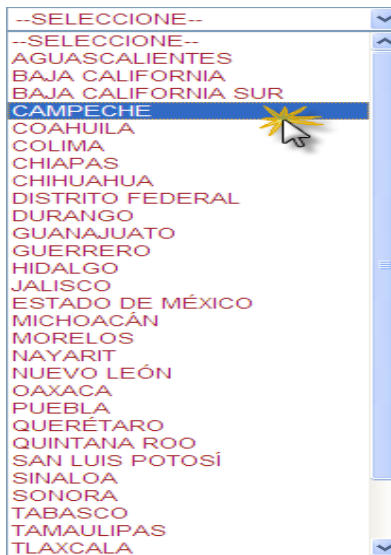 --SELECCIONE--
--SELECCIONE--
AGUASCALIENTES
BAJA CALIFORNIA
BAJA CALIFORNIA SUR
CAMPECHE
COAHUILA
COLIMA
CHIAPAS
CHIHUAHUA
DISTRITO FEDERAL
DURANGO
GUANAJUATO
GUERRERO
HIDALGO
JALISCO
ESTADO DE MÉXICO
MICHOACÁN
MORELOS
NAYARIT
NUEVO LEÓN
OAXACA
PUEBLA
QUERÉTARO
QUINTANA ROO
SAN LUIS POTOSÍ
SINALOA
SONORA
TABASCO
TAMAULIPAS
TLAXCALA